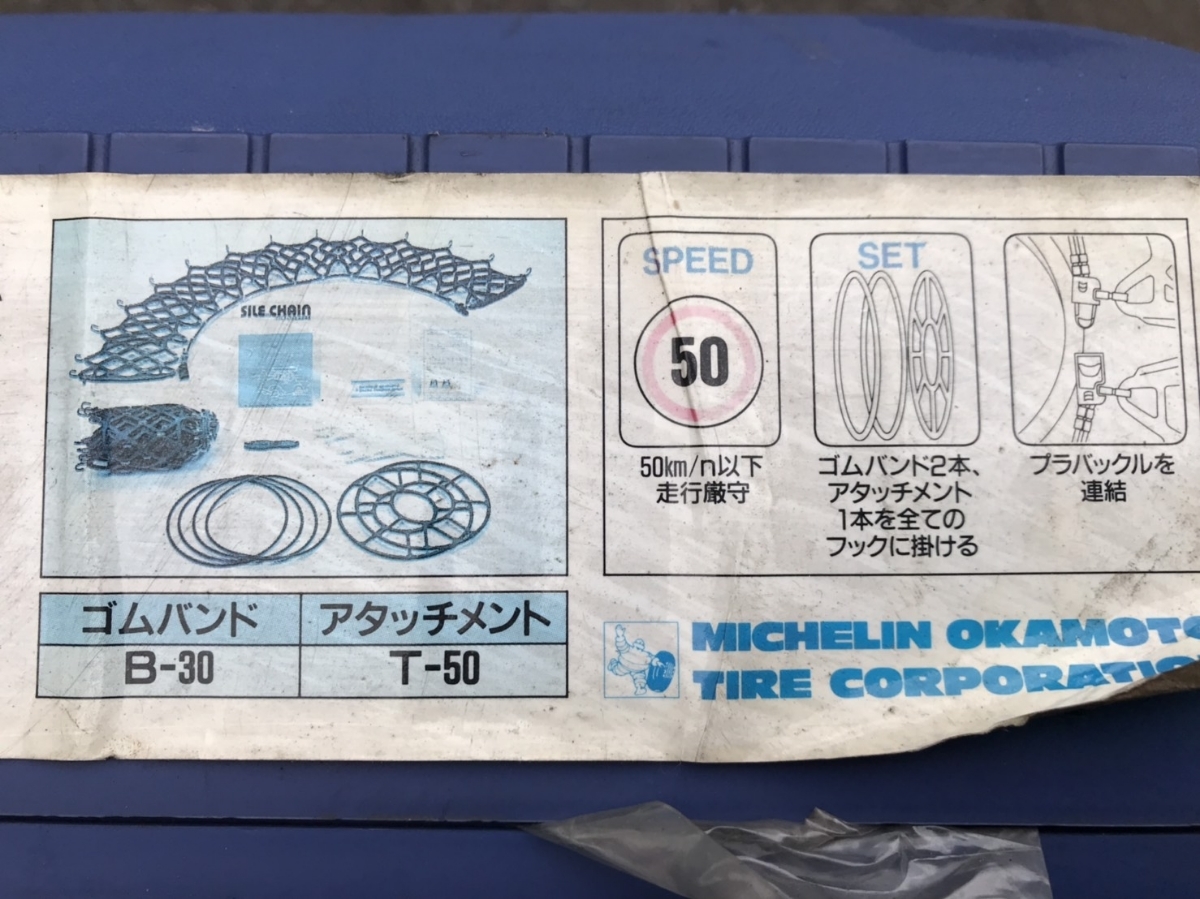 SILE CHAIN
ゴムバンド アタッチメント
B-30 T-50
SPEED
50
50km/h以下
走行厳守
SET
ゴムバンド2本、
アタッチメント
1本を全ての
フックに掛ける
プラバックルを
連結
MICHELIN OKAMOTO
TIRE CORPORATIO